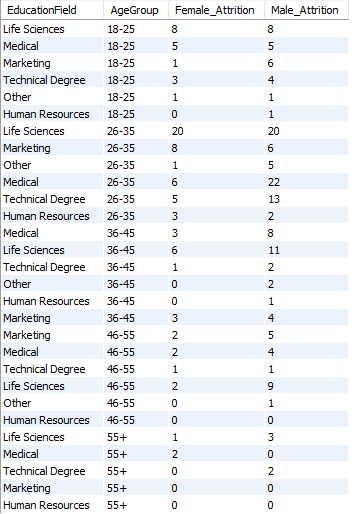 EducationField AgeGroup Female_Attrition Male_Attrition
Life Sciences 18-25 8 8
Medical 18-25 5 5
Marketing 18-25 1 6
Technical Degree 18-25 3 4
Other 18-25 1 1
Human Resources 18-25 0 1
Life Sciences 26-35 20 20
Marketing 26-35 8 6
Other 26-35 1 5
Medical 26-35 6 22
Technical Degree 26-35 5 13
Human Resources 26-35 3 2
Medical 36-45 3 8
Life Sciences 36-45 6 11
Technical Degree 36-45 1 2
Other 36-45 0 2
Human Resources 36-45 0 1
Marketing 36-45 3 4
Marketing 46-55 2 5
Medical 46-55 2 4
Technical Degree 46-55 1 1
Life Sciences 46-55 2 9
Other 46-55 0 1
Human Resources 46-55 0 0
Life Sciences 55+ 1 3
Medical 55+ 2 0
Technical Degree 55+ 0 2
Marketing 55+ 0 0
Human Resources 55+ 0 0